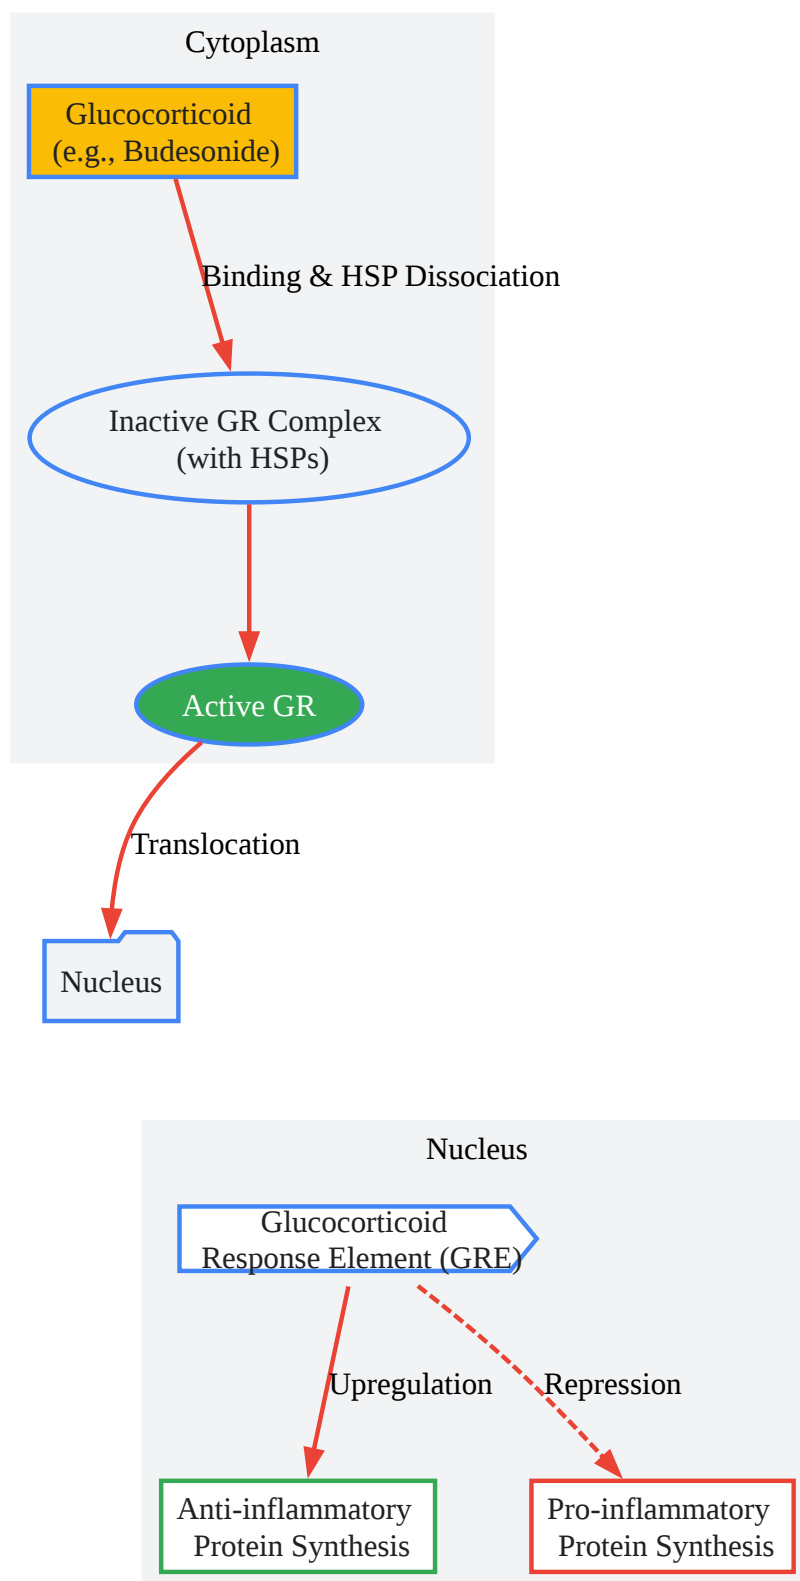 Cytoplasm
Glucocorticoid
(e.g., Budesonide)
Binding & HSP Dissociation
Inactive GR Complex
(with HSPs)
Active GR
Translocation
Nucleus
Nucleus
Glucocorticoid
Response Element (GRE)
Upregulation
Repression
Anti-inflammatory
Protein Synthesis
Pro-inflammatory
Protein Synthesis